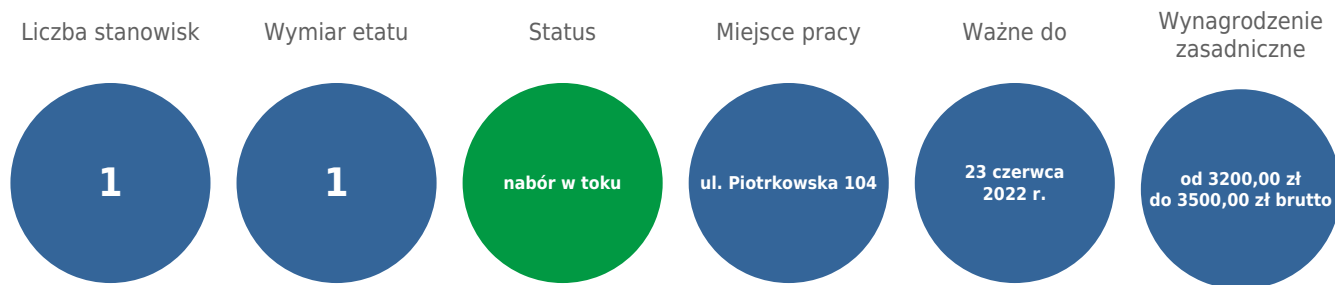 Liczba stanowisk
1
Wymiar etatu
1
Status
nabór w toku
Miejsce pracy
ul. Piotrkowska 104
Ważne do
23 czerwca
2022 r.
Wynagrodzenie
zasadnicze
od 3200,00 zł
do 3500,00 zł brutto